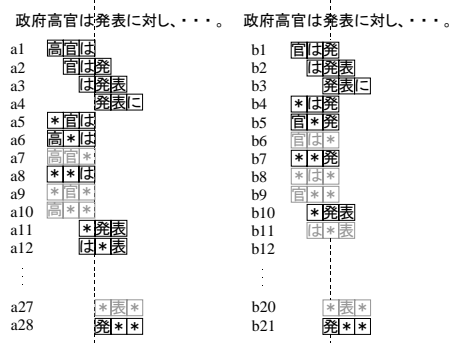 政府高官は発表に対し、・・・。 政府高官は発表に対し、・・・。
a1 高官は b1 官は発
a2 官は発 b2 は発表
a3 は発表 b3 発表に
a4 発表に b4 *は発
a5 *官は b5 官*発
a6 高*は b6 官は*
a7 高官* b7 **発
a8 **は b8 *は*
a9 *官* b9 官**
a10 高** b10 *発表
a11 *発表 b11 は*表
a12 は*表 b12
a27 *表* b20 *表*
a28 発** b21 発**